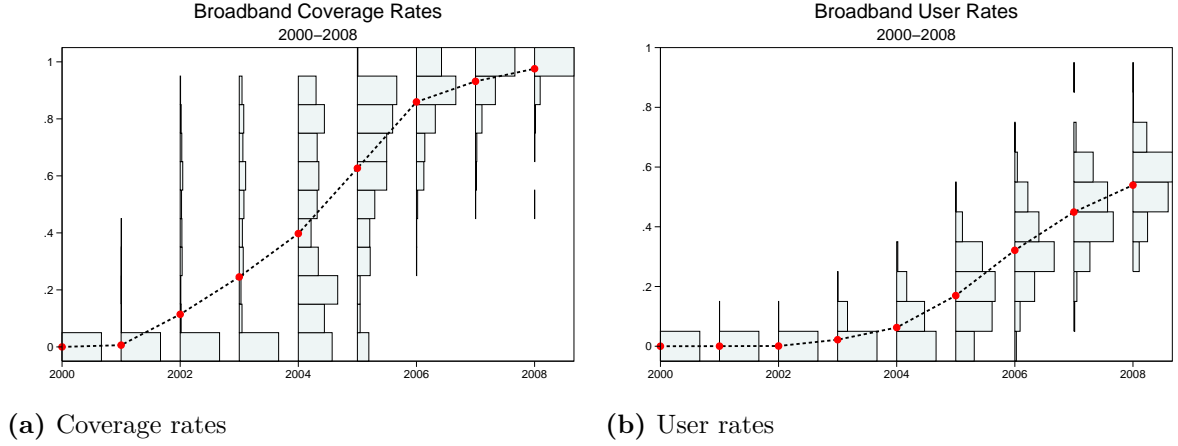 Broadband Coverage Rates
2000–2008
1
.8
.6
.4
.2
0
2000 2002 2004 2006 2008
(a) Coverage rates
Broadband User Rates
2000–2008
1
.8
.6
.4
.2
0
2000 2002 2004 2006 2008
(b) User rates